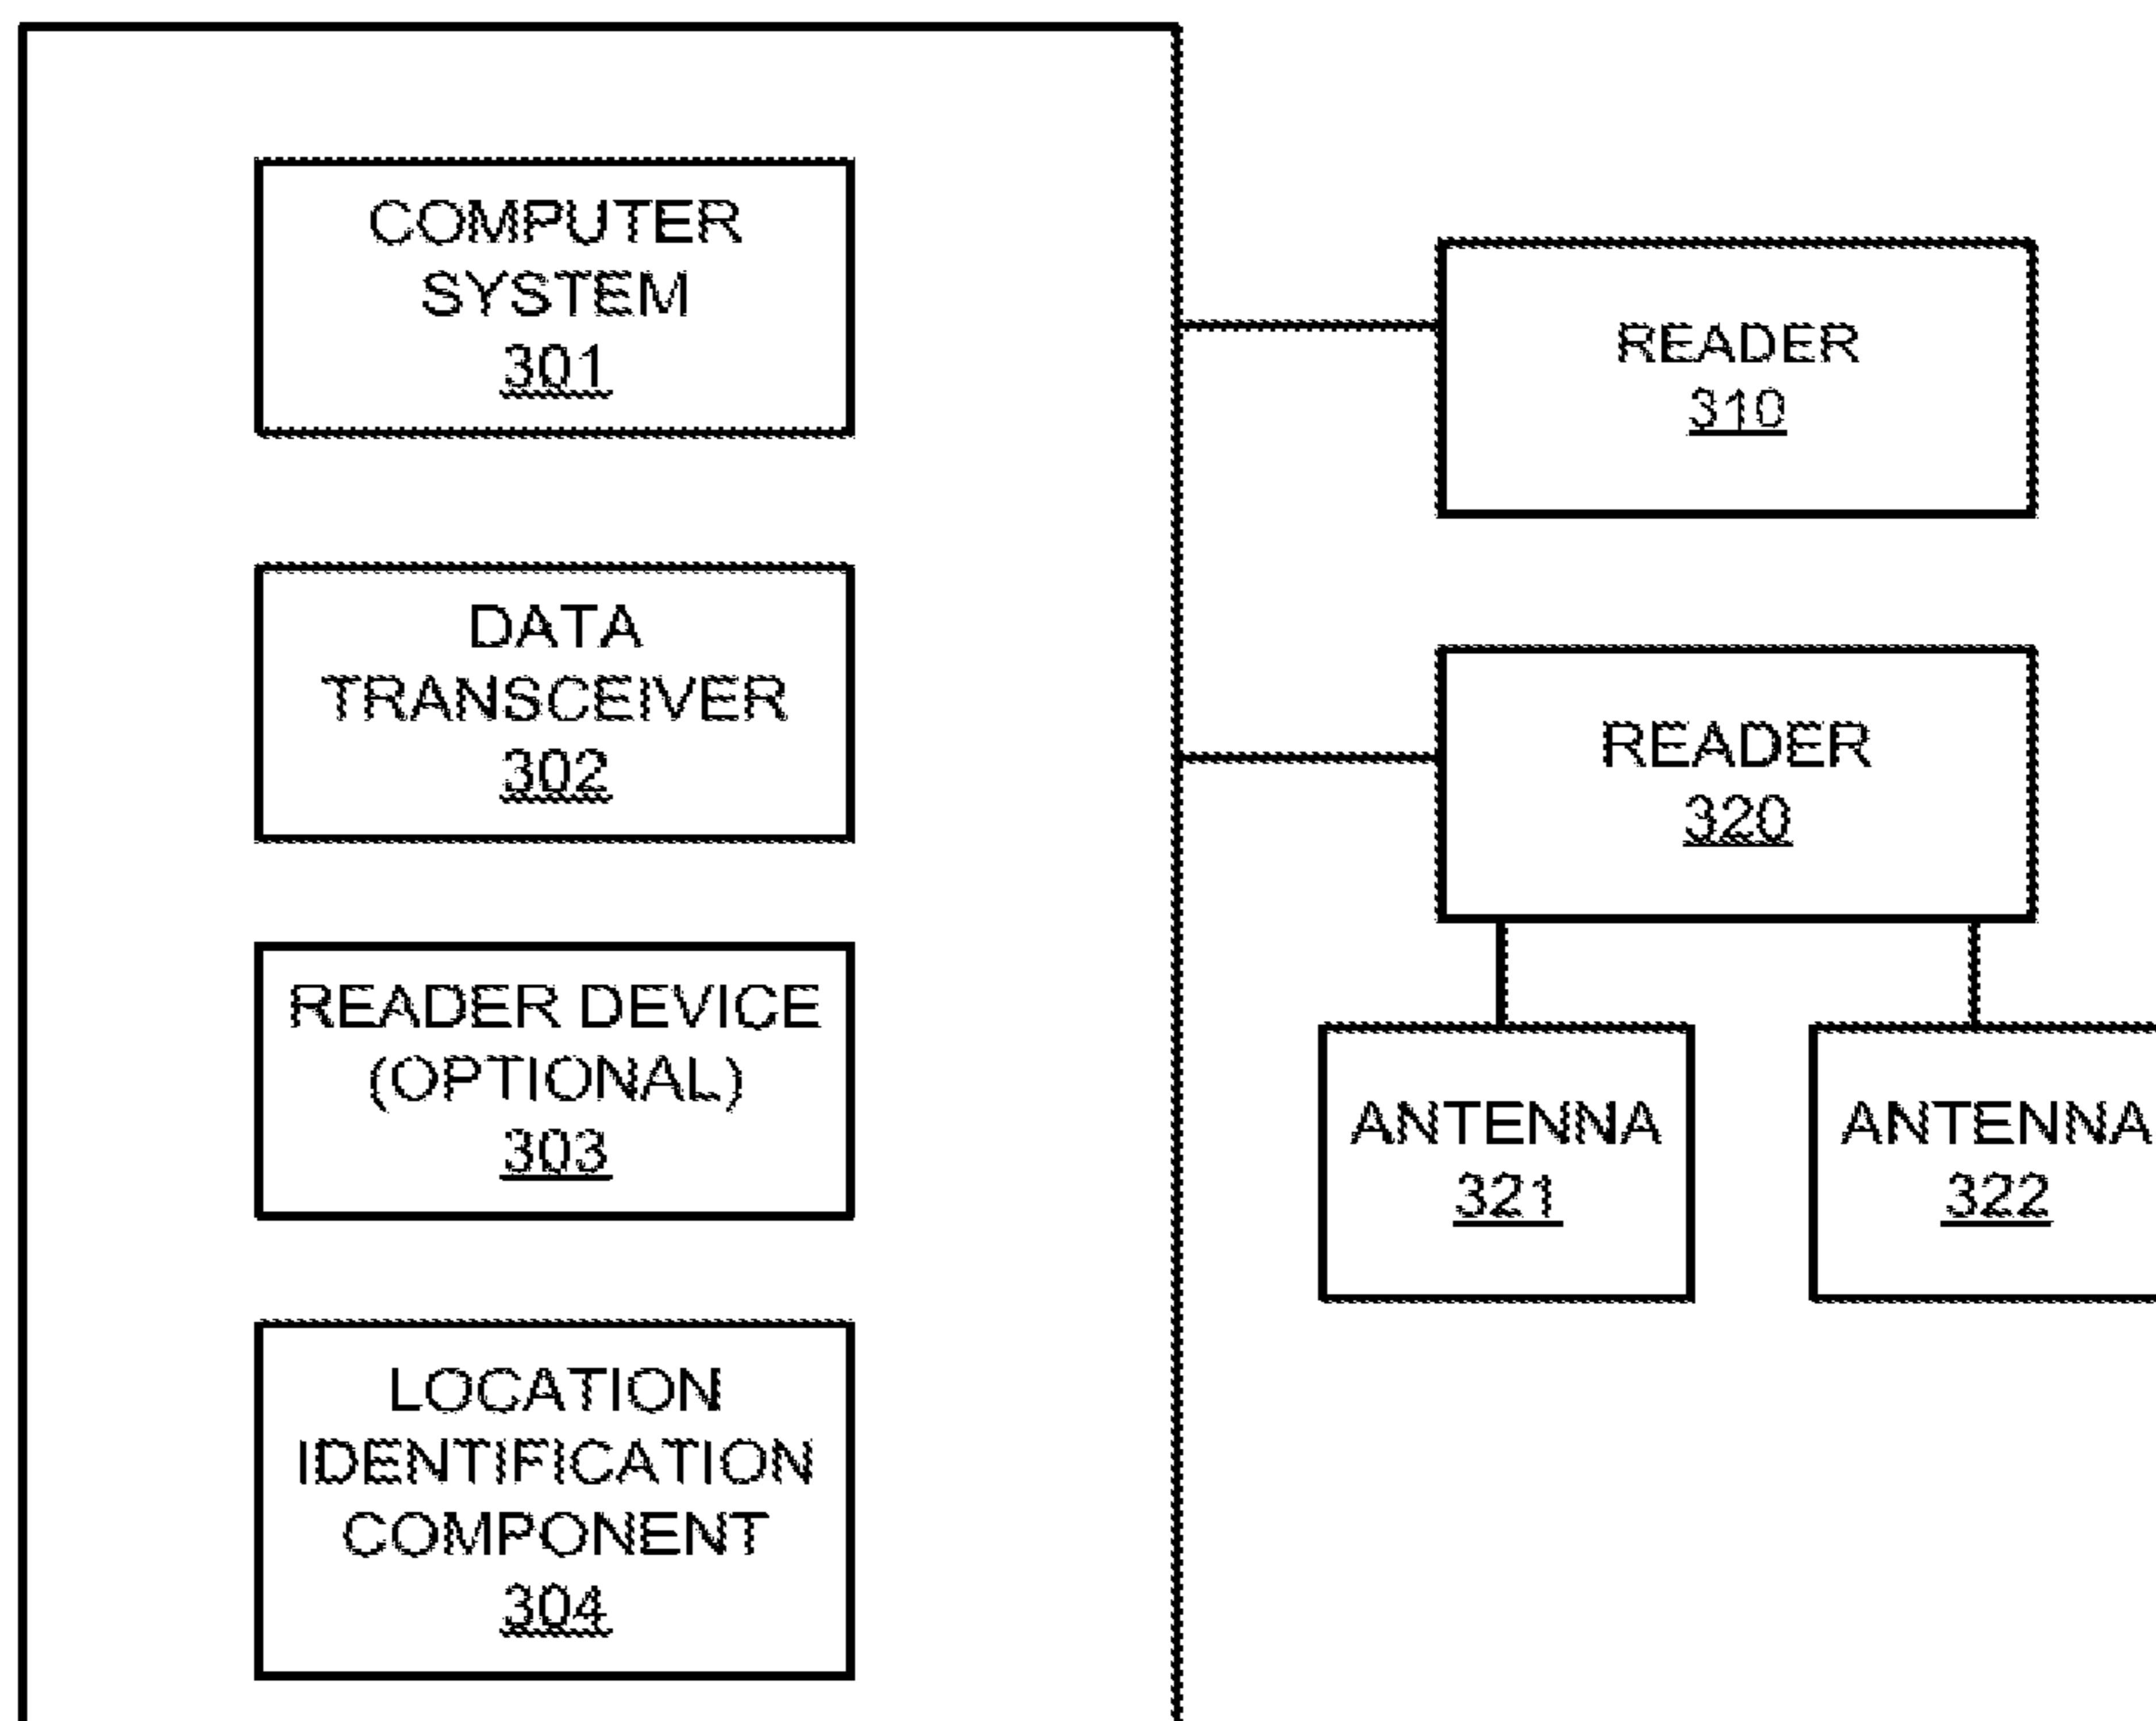 COMPUTER
SYSTEM
301
DATA
TRANSCEIVER
302
READER DEVICE
(OPTIONAL)
303
LOCATION
IDENTIFICATION
COMPONENT
304
READER
310
READER
320
ANTENNA
321
ANTENNA
322